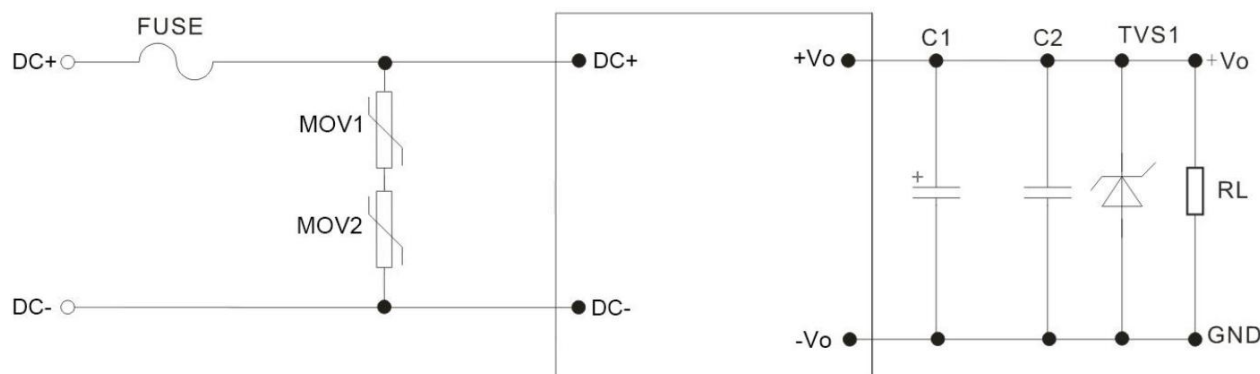 FUSE
DC+
DC+
MOV1
MOV2
DC-
DC-
+Vo
C1
C2
TVS1
+Vo
+
RL
-Vo
GND